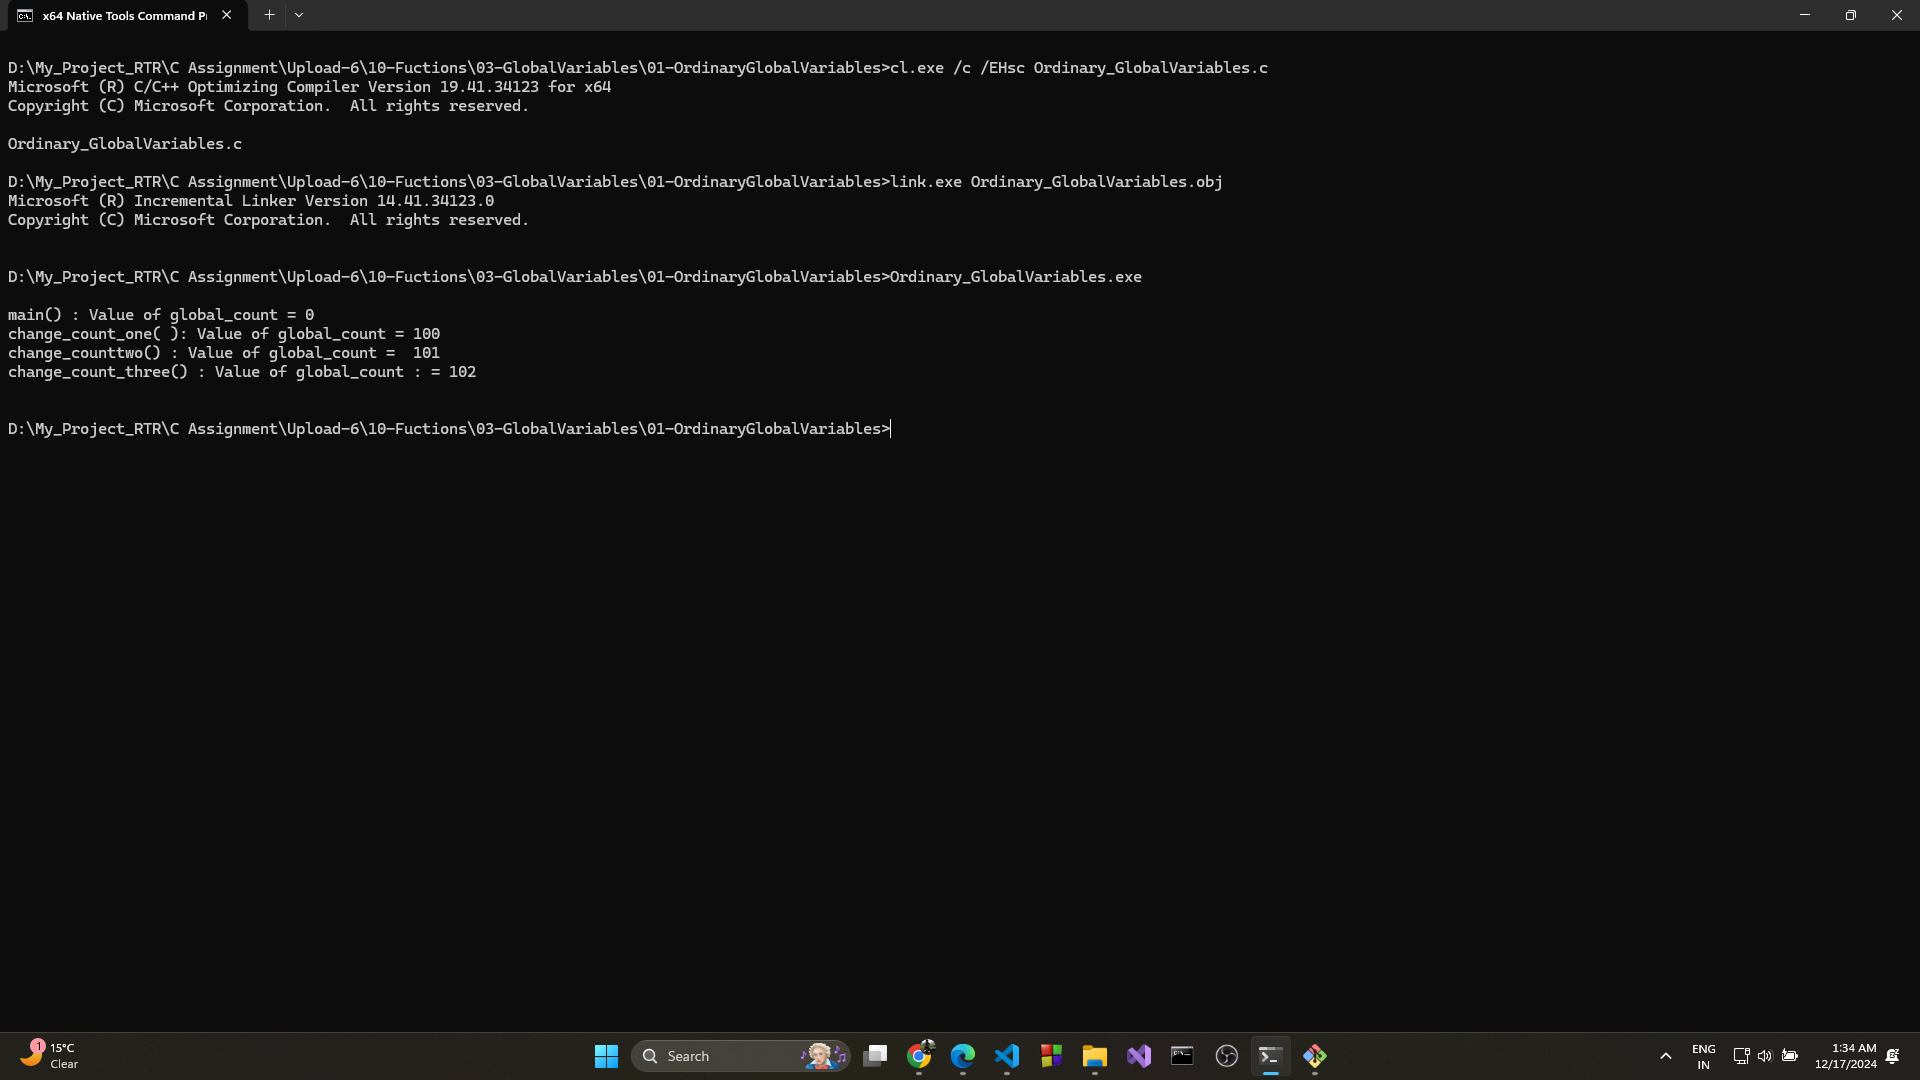 x64 Native Tools Command P
D:\My_Project_RTR\C Assignment\Upload-6\10-Fuctions\03-GlobalVariables\01-OrdinaryGlobalVariables>cl.exe /c /EHsc Ordinary_GlobalVariables.c
Microsoft (R) C/C++ Optimizing Compiler Version 19.41.34123 for x64
Copyright (C) Microsoft Corporation.  All rights reserved.
Ordinary_GlobalVariables.c
D:\My_Project_RTR\C Assignment\Upload-6\10-Fuctions\03-GlobalVariables\01-OrdinaryGlobalVariables>link.exe Ordinary_GlobalVariables.obj
Microsoft (R) Incremental Linker Version 14.41.34123.0
Copyright (C) Microsoft Corporation.  All rights reserved.
D:\My_Project_RTR\C Assignment\Upload-6\10-Fuctions\03-GlobalVariables\01-OrdinaryGlobalVariables>Ordinary_GlobalVariables.exe
main() : Value of global_count = 0
change_count_one( ): Value of global_count = 100
change_counttwo() : Value of global_count =  101
change_count_three() : Value of global_count : = 102
D:\My_Project_RTR\C Assignment\Upload-6\10-Fuctions\03-GlobalVariables\01-OrdinaryGlobalVariables>
1
15°C
Clear
Search
ENG
IN
1:34 AM
12/17/2024